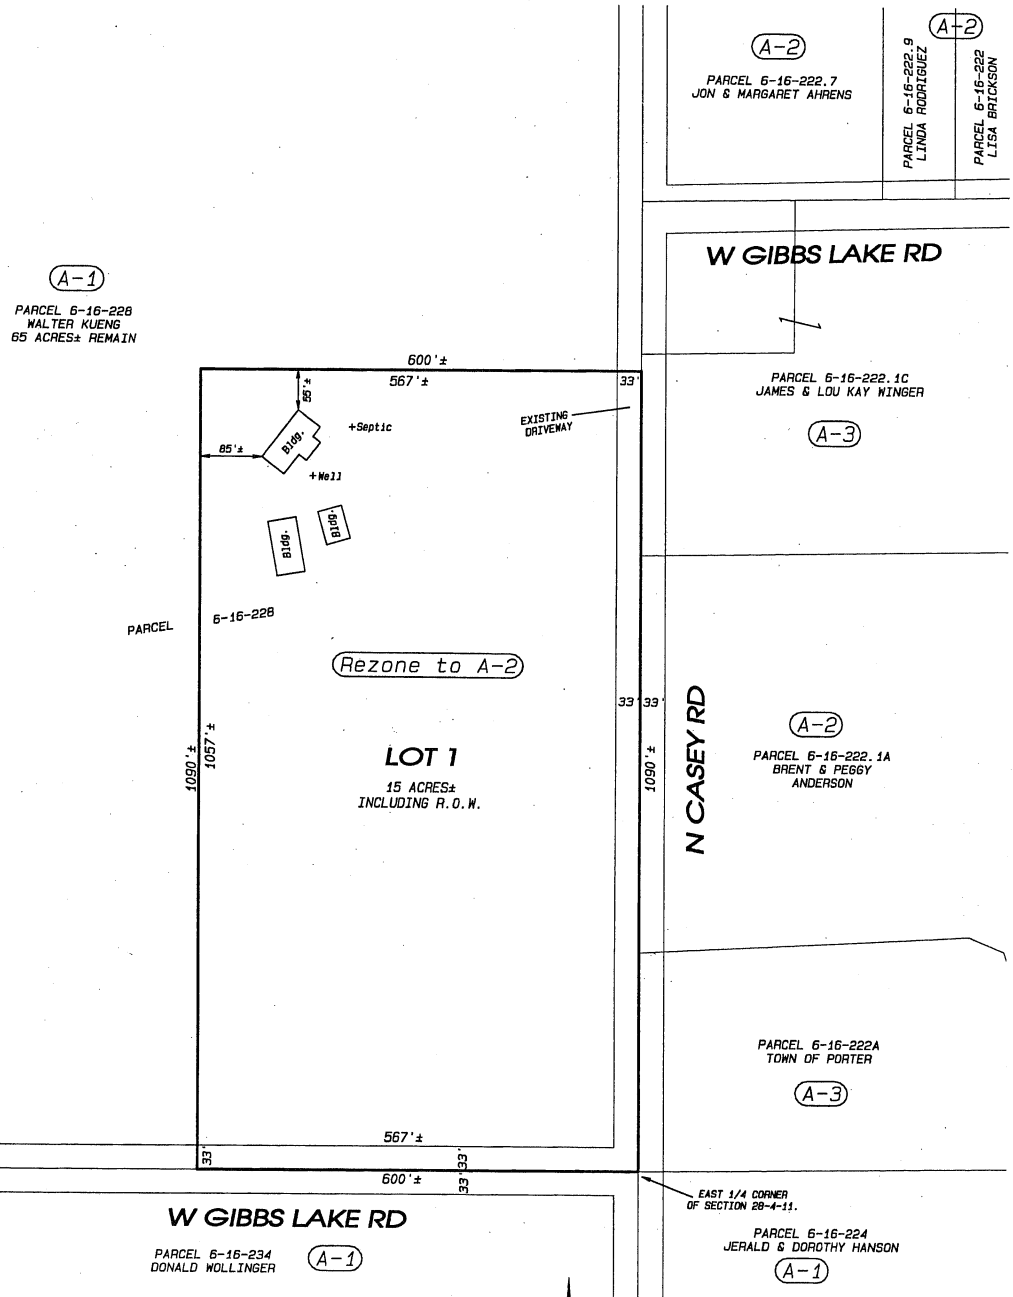 A-2
PARCEL 6-16-222.7
JON & MARGARET AHRENS
PARCEL 6-16-222.9
LINDA RODRIGUEZ
A-2
PARCEL 6-16-222
LISA BRICKSON
W GIBBS LAKE RD
A-1
PARCEL 6-16-228
WALTER KUENG
65 ACRES± REMAIN
600'±
567'±
33'
55'±
EXISTING
DRIVEWAY
+Septic
Bldg.
85'±
+Well
Bldg.
Bldg.
PARCEL 6-16-228
PARCEL 6-16-222.1C
JAMES & LOU KAY WINGER
A-3
Rezone to A-2
33' 33'
N CASEY RD
A-2
PARCEL 6-16-222.1A
BRENT & PEGGY
ANDERSON
1090'±
1057'±
LOT 1
15 ACRES±
INCLUDING R.O.W.
1090'±
PARCEL 6-16-222A
TOWN OF PORTER
A-3
567'±
33'
33'
33'
600'±
EAST 1/4 CORNER
OF SECTION 28-4-11.
W GIBBS LAKE RD
PARCEL 6-16-234
DONALD WOLLINGER
A-1
PARCEL 6-16-224
JERALD & DOROTHY HANSON
A-1